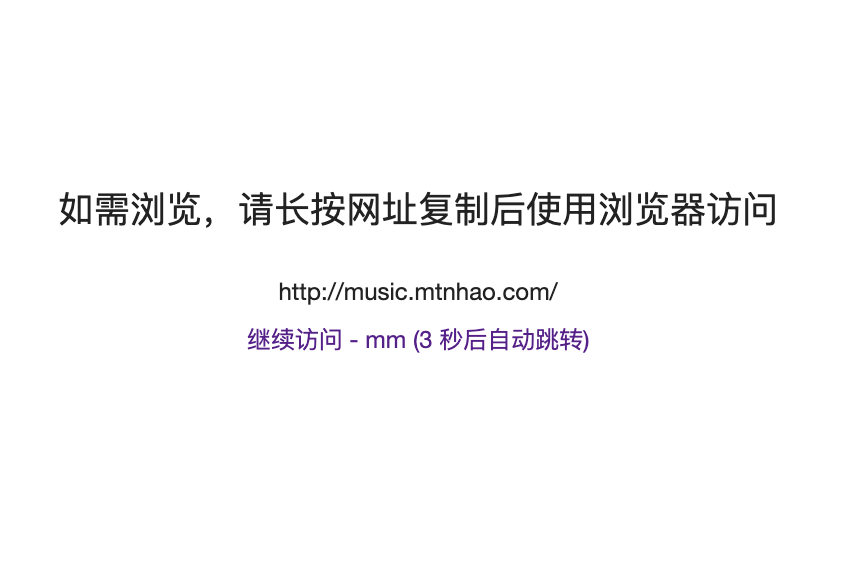 如需浏览，请长按网址复制后使用浏览器访问
http://music.mtnhao.com/
继续访问 - mm (3 秒后自动跳转)